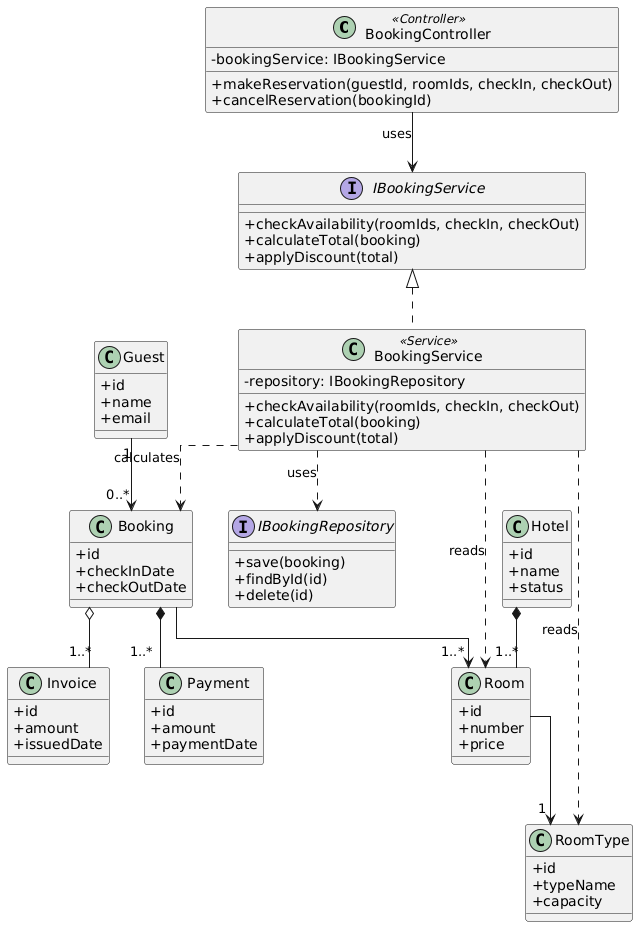 C
«Controller»
BookingController
-bookingService: IBookingService
+makeReservation(guestId, roomIds, checkIn, checkOut)
+cancelReservation(bookingId)
uses
I
IBookingService
+checkAvailability(roomIds, checkIn, checkOut)
+calculateTotal(booking)
+applyDiscount(total)
C
«Service»
BookingService
-repository: IBookingRepository
+checkAvailability(roomIds, checkIn, checkOut)
+calculateTotal(booking)
+applyDiscount(total)
C Guest
+id
+name
+email
1
calculates
0..*
uses
reads
reads
C Booking
+id
+checkInDate
+checkOutDate
I IBookingRepository
+save(booking)
+findById(id)
+delete(id)
C Hotel
+id
+name
+status
1..*
1..*
1..*
1..*
C Invoice
+id
+amount
+issuedDate
C Payment
+id
+amount
+paymentDate
C Room
+id
+number
+price
1
C RoomType
+id
+typeName
+capacity